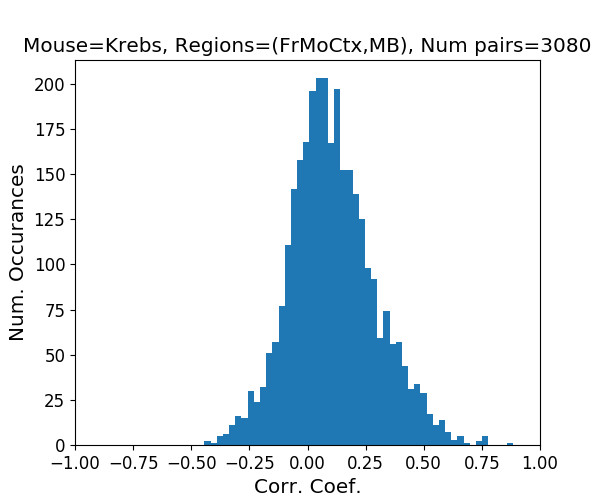 Mouse=Krebs, Regions=(FrMoCtx,MB), Num pairs=3080
Num. Occurances
200
175
150
125
100
75
50
25
0
−1.00 −0.75 −0.50 −0.25 0.00 0.25 0.50 0.75 1.00
Corr. Coef.